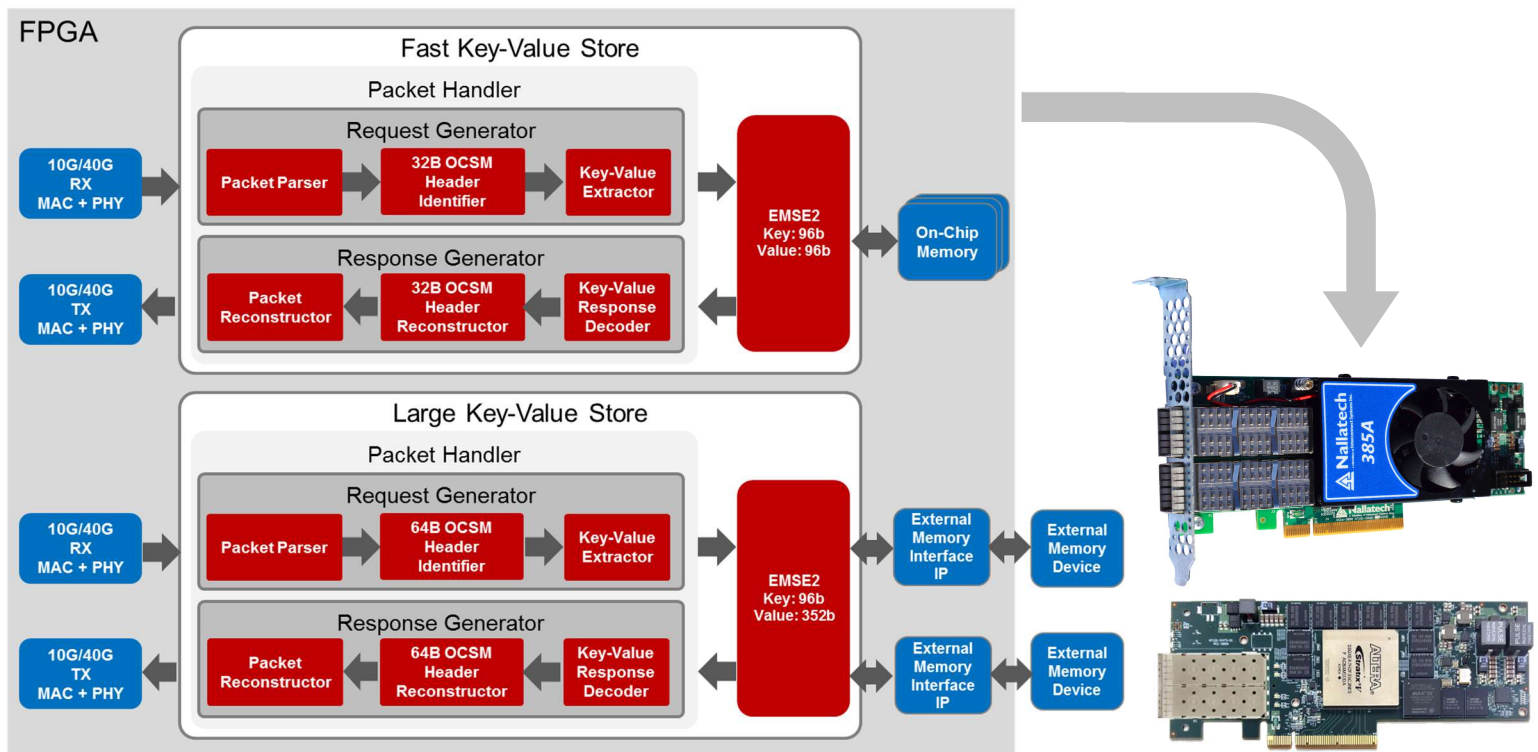 FPGA
Fast Key-Value Store
Packet Handler
Request Generator
10G/40G
RX
MAC + PHY
Packet Parser
32B OCSM
Header
Identifier
Key-Value
Extractor
Response Generator
10G/40G
TX
MAC + PHY
Packet
Reconstructor
32B OCSM
Header
Reconstructor
Key-Value
Response
Decoder
EMSE2
Key: 96b
Value: 96b
On-Chip
Memory
Large Key-Value Store
Packet Handler
Request Generator
10G/40G
RX
MAC + PHY
Packet Parser
64B OCSM
Header
Identifier
Key-Value
Extractor
Response Generator
10G/40G
TX
MAC + PHY
Packet
Reconstructor
64B OCSM
Header
Reconstructor
Key-Value
Response
Decoder
EMSE2
Key: 96b
Value: 352b
External
Memory
Interface
IP
External
Memory
Device
External
Memory
Interface
IP
External
Memory
Device
Nallatech
385A
Nallatech
ALTERA
Stratix V
PULSE